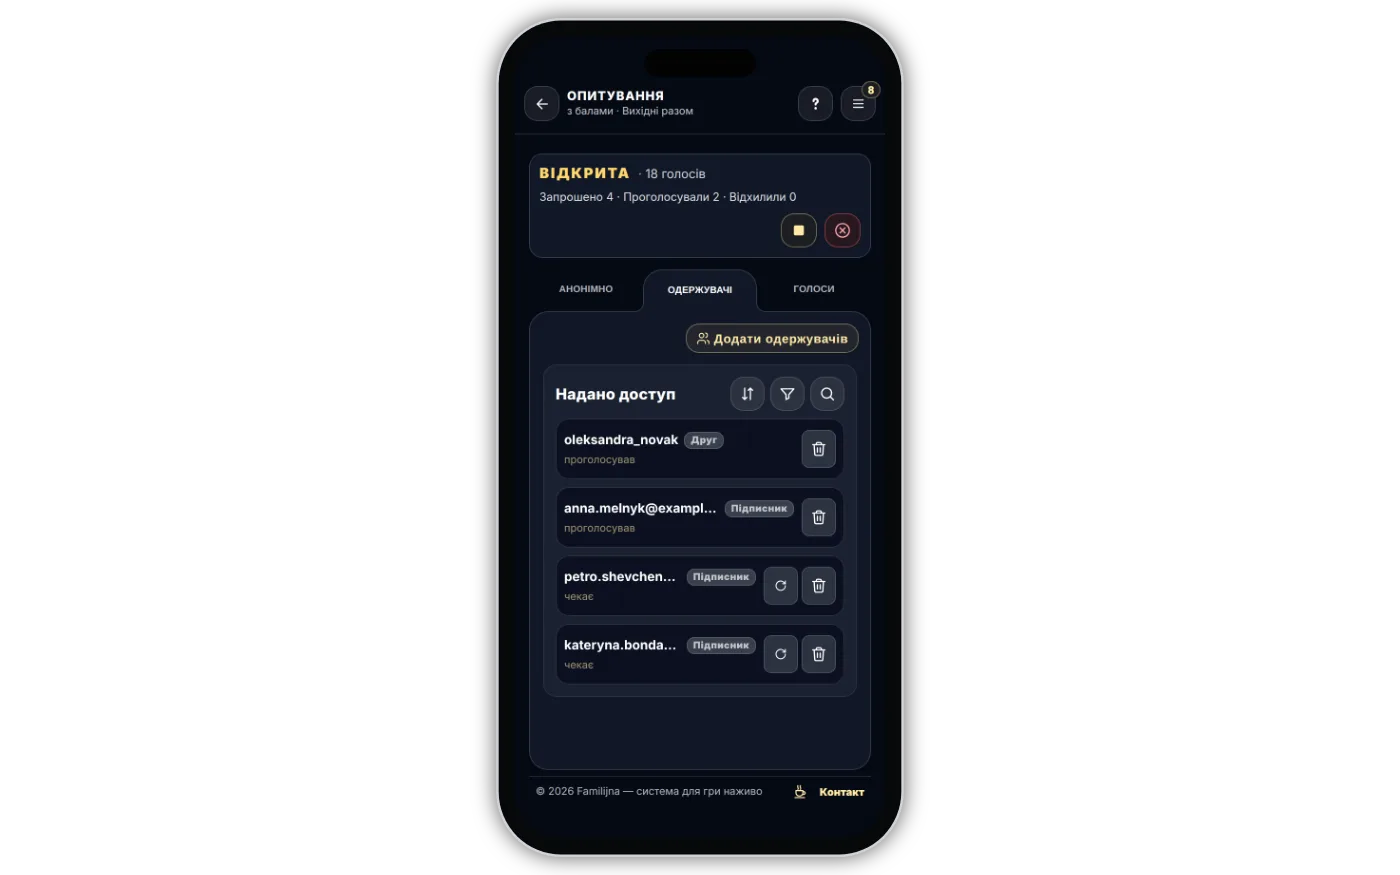 ОПИТУВАННЯ
з балами · Вихідні разом
?
8
ВІДКРИТА · 18 голосів
Запрошено 4 · Проголосували 2 · Відхилили 0
АНОНІМНО
ОДЕРЖУВАЧІ
ГОЛОСИ
Додати одержувачів
Надано доступ
oleksandra_novak Друг
проголосував
anna.melnyk@exampl... Підписник
проголосував
petro.shevchen... Підписник
чекає
kateryna.bonda... Підписник
чекає
© 2026 Familijna — система для гри наживо
Контакт